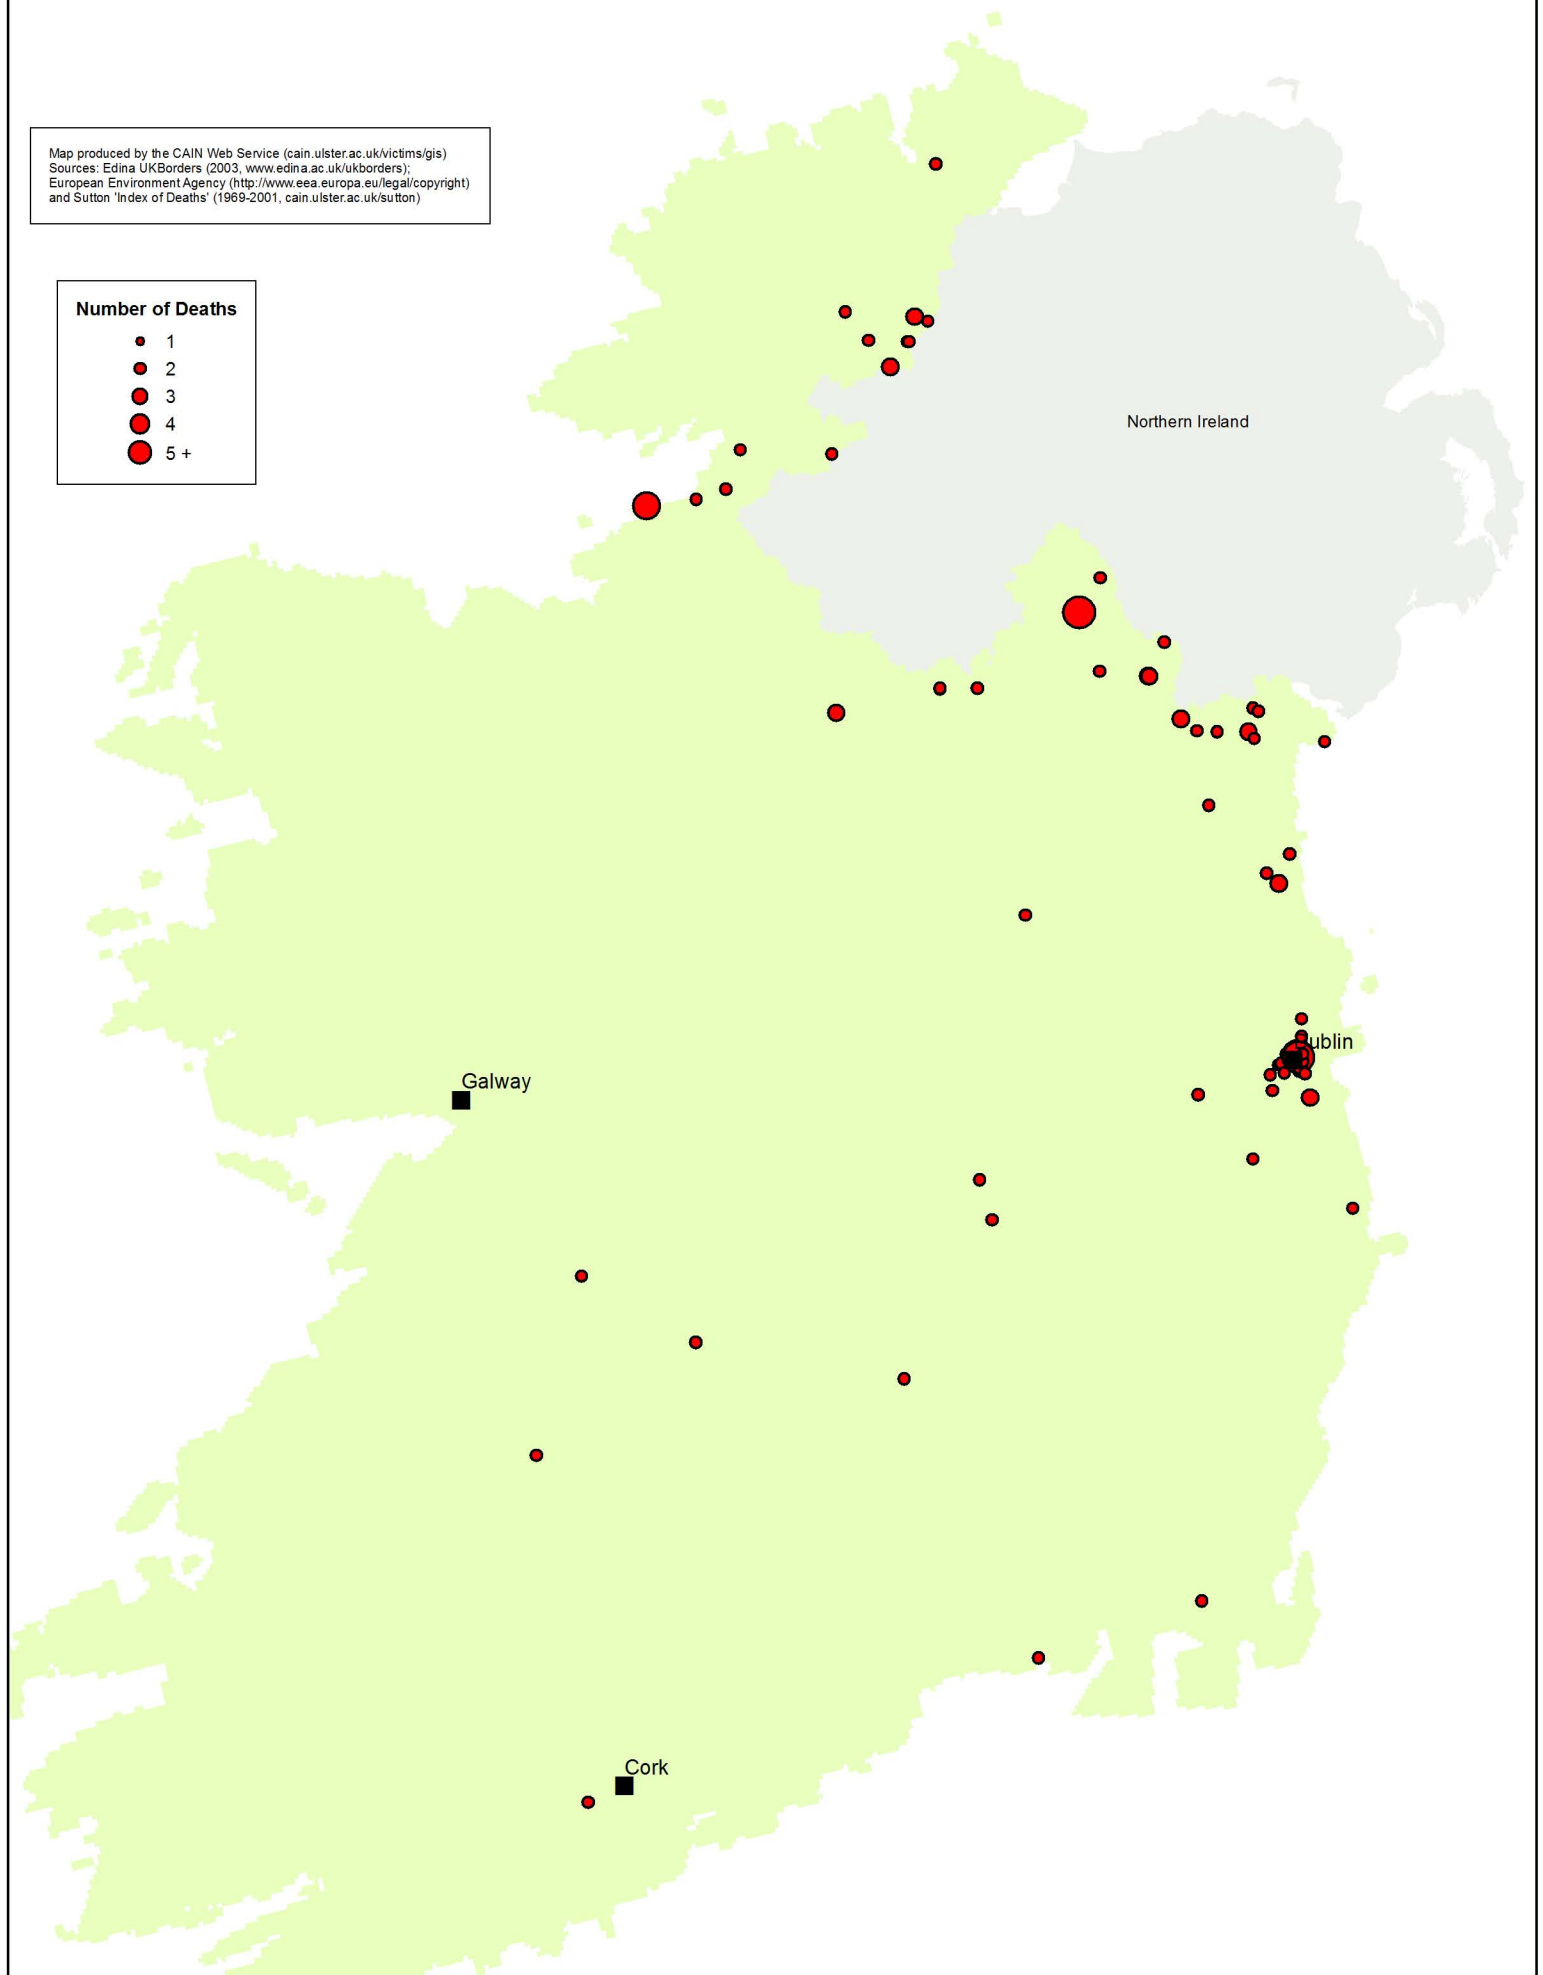 Map produced by the CAIN Web Service (cain.ulster.ac.uk/victims/gis)
Sources: Edina UKBorders (2003, www.edina.ac.uk/ukborders);
European Environment Agency (http://www.eea.europa.eu/legal/copyright)
and Sutton 'Index of Deaths' (1969-2001, cain.ulster.ac.uk/sutton)
Number of Deaths
1
2
3
4
5 +
Northern Ireland
Dublin
Galway
Cork